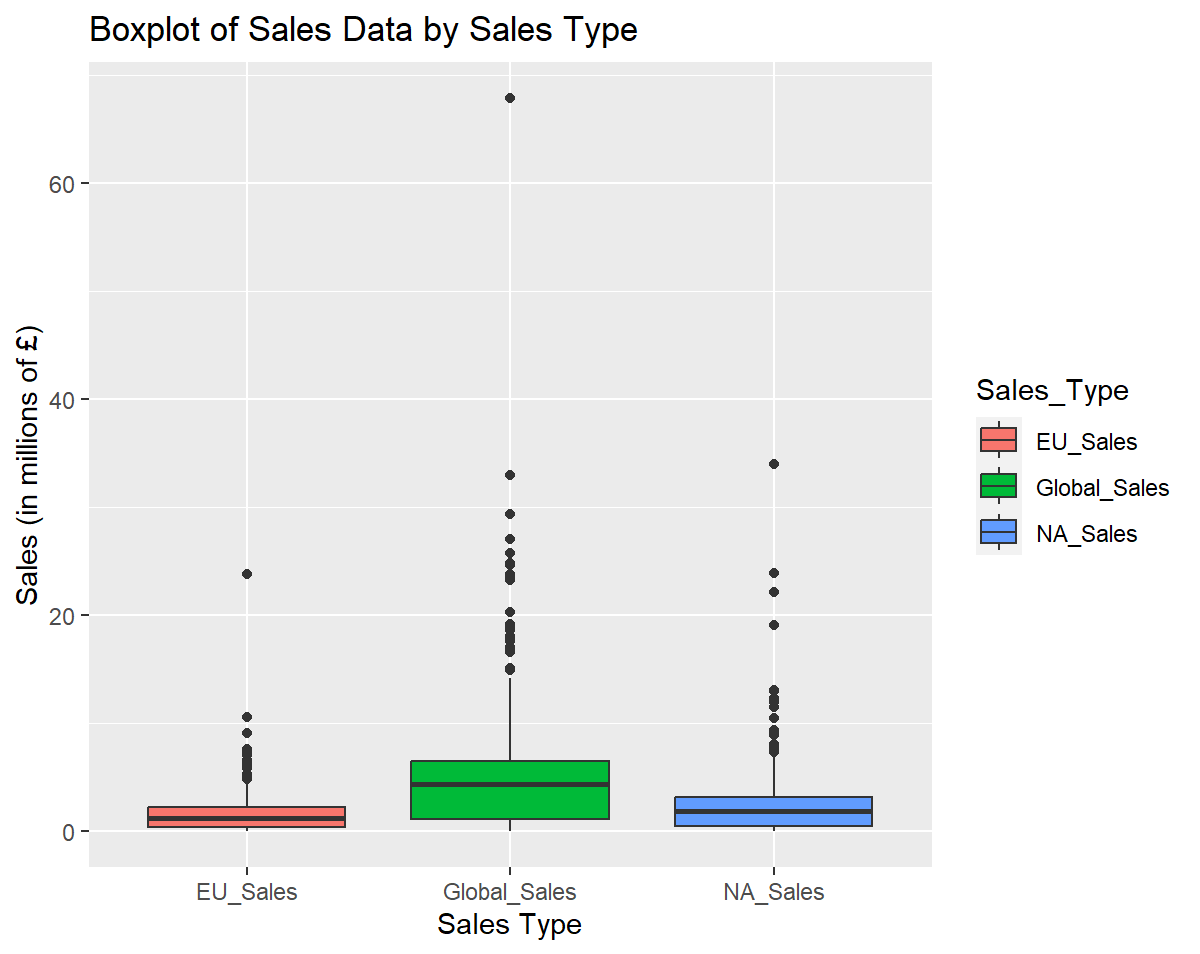 Boxplot of Sales Data by Sales Type
Sales (in millions of £)
60
40
20
0
EU_Sales
Global_Sales
NA_Sales
Sales Type
Sales_Type
EU_Sales
Global_Sales
NA_Sales